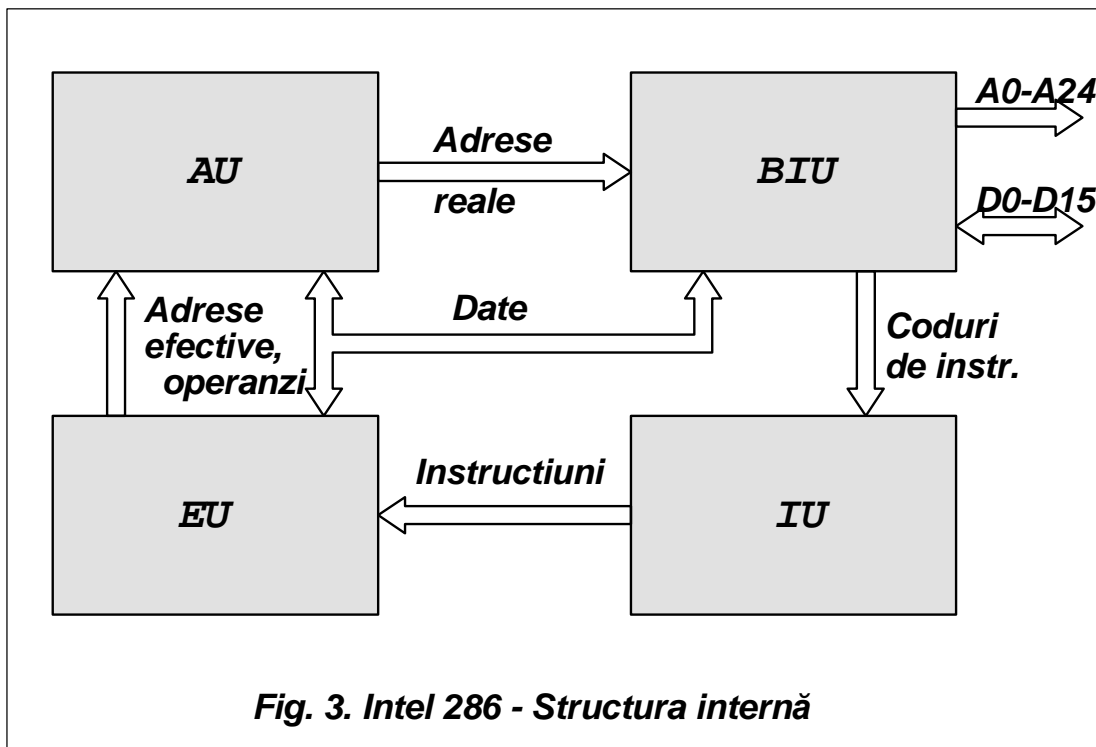 AU
Adrese
reale
BIU
A0-A24
D0-D15
Adrese
efective,
operanzi
Date
Coduri
de instr.
EU
Instructiuni
IU
Fig. 3. Intel 286 - Structura internă